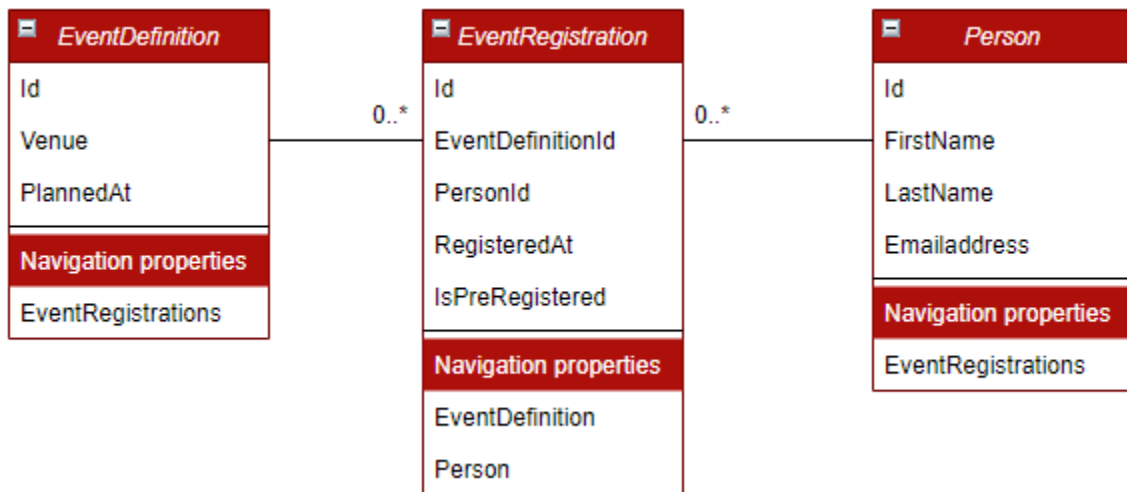 EventDefinition
Id
Venue
PlannedAt
Navigation properties
EventRegistrations
0..*
EventRegistration
Id
EventDefinitionId
PersonId
RegisteredAt
IsPreRegistered
Navigation properties
EventDefinition
Person
0..*
Person
Id
FirstName
LastName
Emailaddress
Navigation properties
EventRegistrations